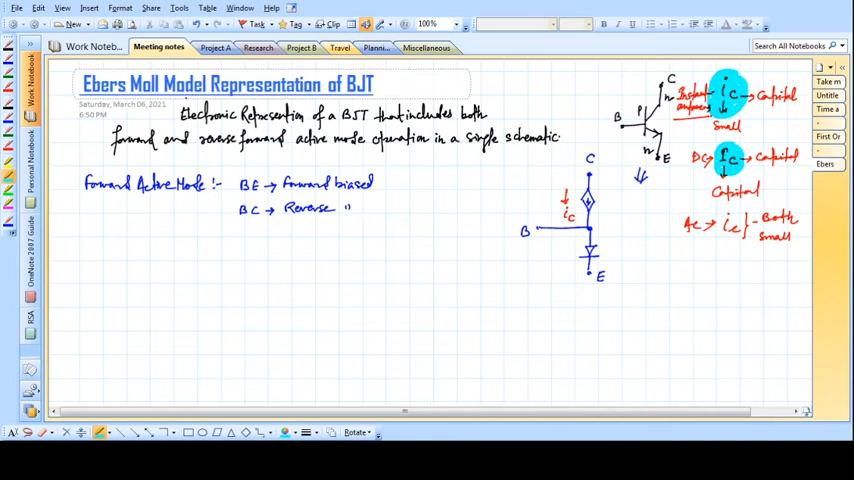 File Edit View Insert Format Share Tools Table Window Help
New Task Tag Clip 100%
Work Noteb... Meeting notes Project A Research Project B Travel Planni... Miscellaneous Search All Notebooks
Ebers Moll Model Representation of BJT
Saturday, March 06, 2021
6:50 PM
Electronic Represention of a BJT that includes both
forward and reverse forward active mode operation in a single schematic.
Forward Active Mode :- BE → Forward biased
BC → Reverse "
C
B
E
ic
C
n
B
P
n
E
Instant
ic → Capital
Small
DC → Ic → Capital
Capital
Ac → ic } - Both
Small
Work Notebook
Personal Notebook
OneNote 2007 Guide
RSA
Take m
Untitle
Time a
First Or
Ebers
Rotate